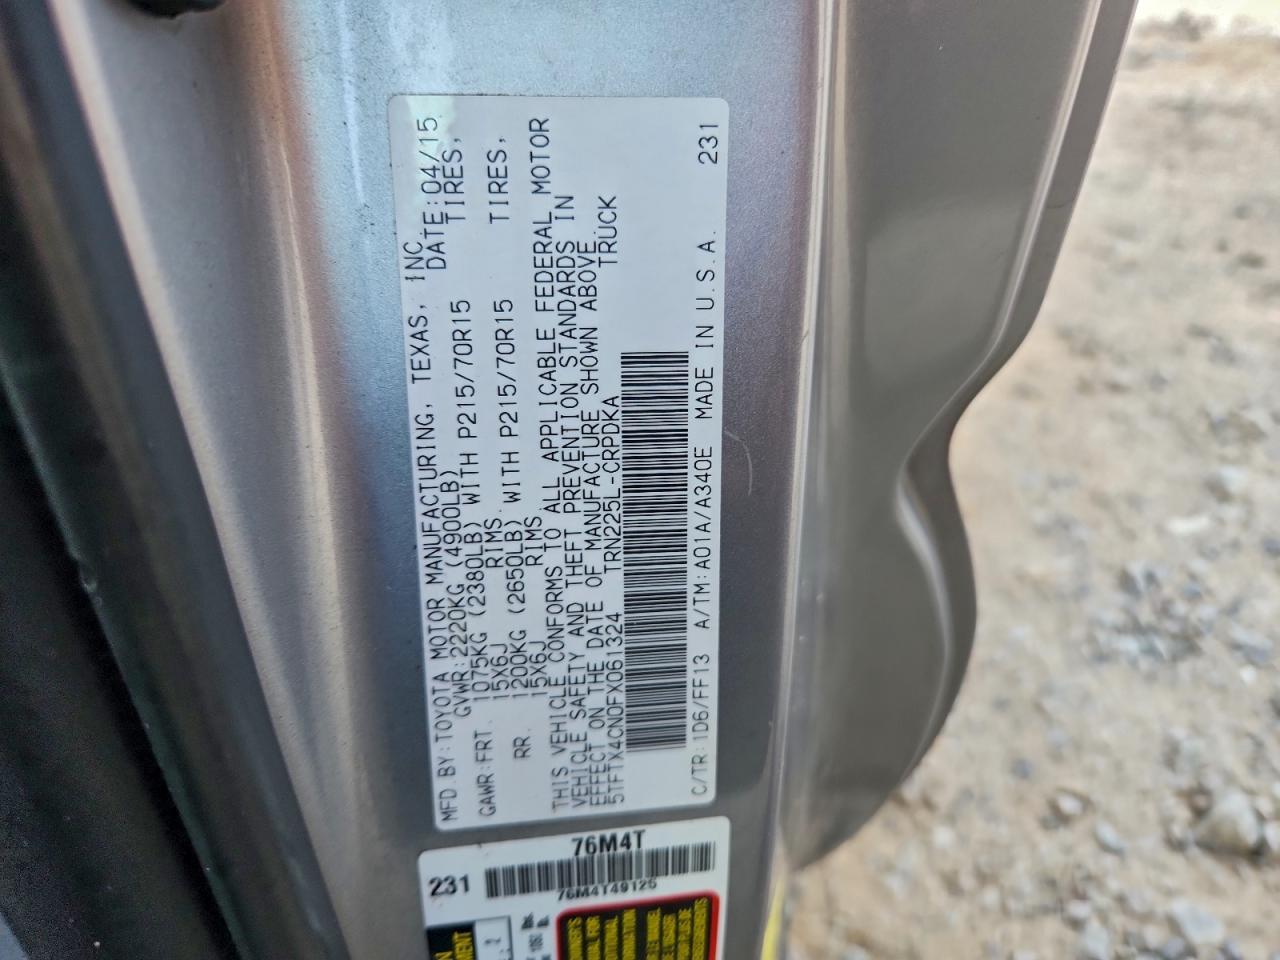 MFD.BY:TOYOTA MOTOR MANUFACTURING, TEXAS, INC.
GVWR:2220KG (4900LB) DATE:04/15
GAWR:FRT. 1075KG (2380LB) WITH P215/70R15 TIRES,
15X6J RIMS.
RR. 1200KG (2650LB) WITH P215/70R15 TIRES,
15X6J RIMS.
THIS VEHICLE CONFORMS TO ALL APPLICABLE FEDERAL MOTOR
VEHICLE SAFETY AND THEFT PREVENTION STANDARDS IN
EFFECT ON THE DATE OF MANUFACTURE SHOWN ABOVE.
5TFTX4CN0FX061324 TRN225L-CRPDKA TRUCK
C/TR:1D6/FF13 A/TM:A01A/A340E MADE IN U.S.A. 231
76M4T
231
76M4T49125